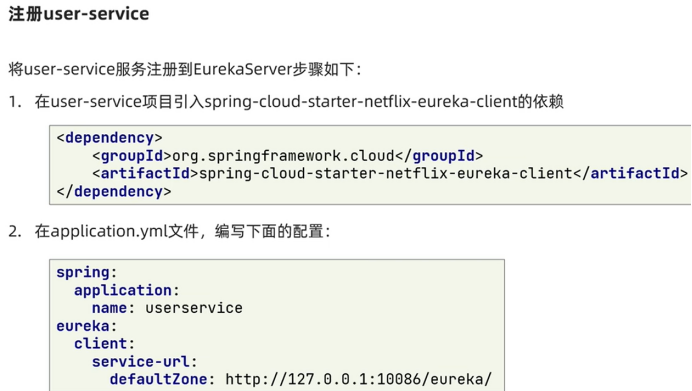 注册user-service
将user-service服务注册到EurekaServer步骤如下：
1. 在user-service项目引入spring-cloud-starter-netflix-eureka-client的依赖
<dependency>
    <groupId>org.springframework.cloud</groupId>
    <artifactId>spring-cloud-starter-netflix-eureka-client</artifactId>
</dependency>
2. 在application.yml文件，编写下面的配置：
spring:
  application:
    name: userservice
eureka:
  client:
    service-url:
      defaultZone: http://127.0.0.1:10086/eureka/